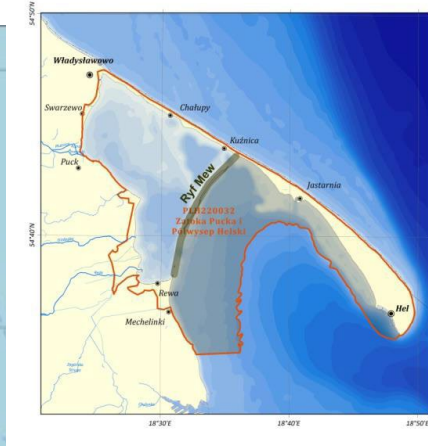 54°50'N
Władysławowo
Swarzewo
Chałupy
Kuźnica
Puck
Jastarnia
Ryf Mew
PLH220032
Zatoka Pucka i
Półwysep Helski
54°40'N
Rewa
Mechelinki
Hel
18°30'E
18°40'E
18°50'E